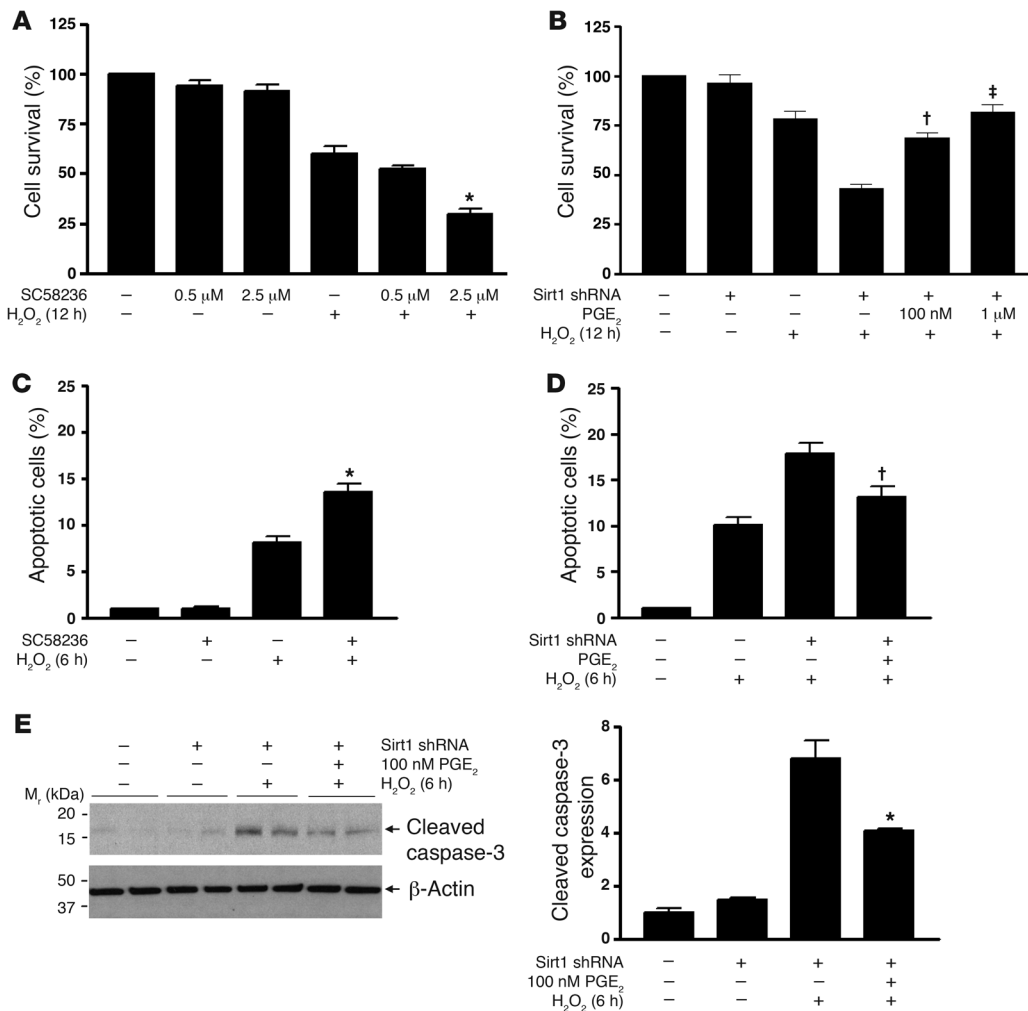 A
Cell survival (%)
125
100
75
50
25
0
SC58236 – 0.5 μM 2.5 μM – 0.5 μM 2.5 μM
H₂O₂ (12 h) – – – + + +
*
B
Cell survival (%)
125
100
75
50
25
0
† ‡
Sirt1 shRNA – + – + + +
PGE₂ – – – – 100 nM 1 μM
H₂O₂ (12 h) – – + + + +
C
Apoptotic cells (%)
25
20
15
10
5
0
*
SC58236 – + – +
H₂O₂ (6 h) – – + +
D
Apoptotic cells (%)
25
20
15
10
5
0
†
Sirt1 shRNA – – + +
PGE₂ – – – +
H₂O₂ (6 h) – + + +
E
– + + + Sirt1 shRNA
– – – + 100 nM PGE₂
– – + + H₂O₂ (6 h)
Mᵣ (kDa)
20
15
Cleaved
caspase-3
50
37
β-Actin
Cleaved caspase-3
expression
8
6
4
2
0
*
Sirt1 shRNA – + + +
100 nM PGE₂ – – – +
H₂O₂ (6 h) – – + +